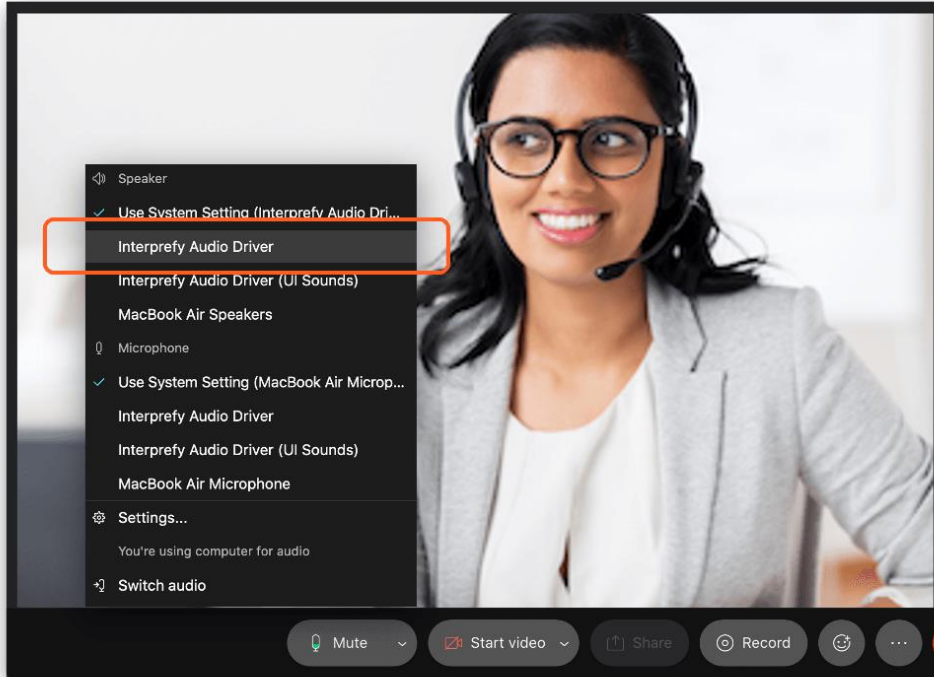 Speaker
Use System Setting (Interprefy Audio Dri...
Interprefy Audio Driver
Interprefy Audio Driver (UI Sounds)
MacBook Air Speakers
Microphone
Use System Setting (MacBook Air Microp...
Interprefy Audio Driver
Interprefy Audio Driver (UI Sounds)
MacBook Air Microphone
Settings...
You're using computer for audio
Switch audio
Mute
Start video
Share
Record